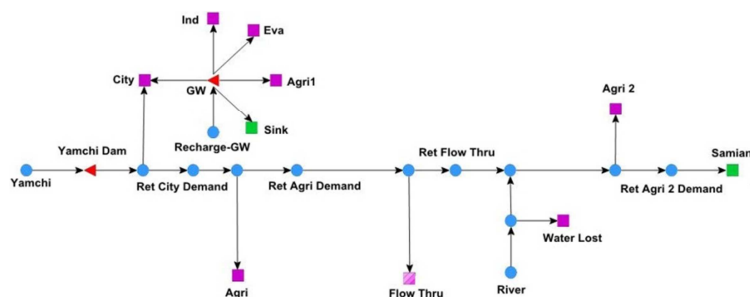 Ind
Eva
City
GW
Agri1
Sink
Recharge-GW
Agri 2
Yamchi Dam
Ret Flow Thru
Samian
Yamchi
Ret City Demand
Ret Agri Demand
Ret Agri 2 Demand
Water Lost
Agri
Flow Thru
River